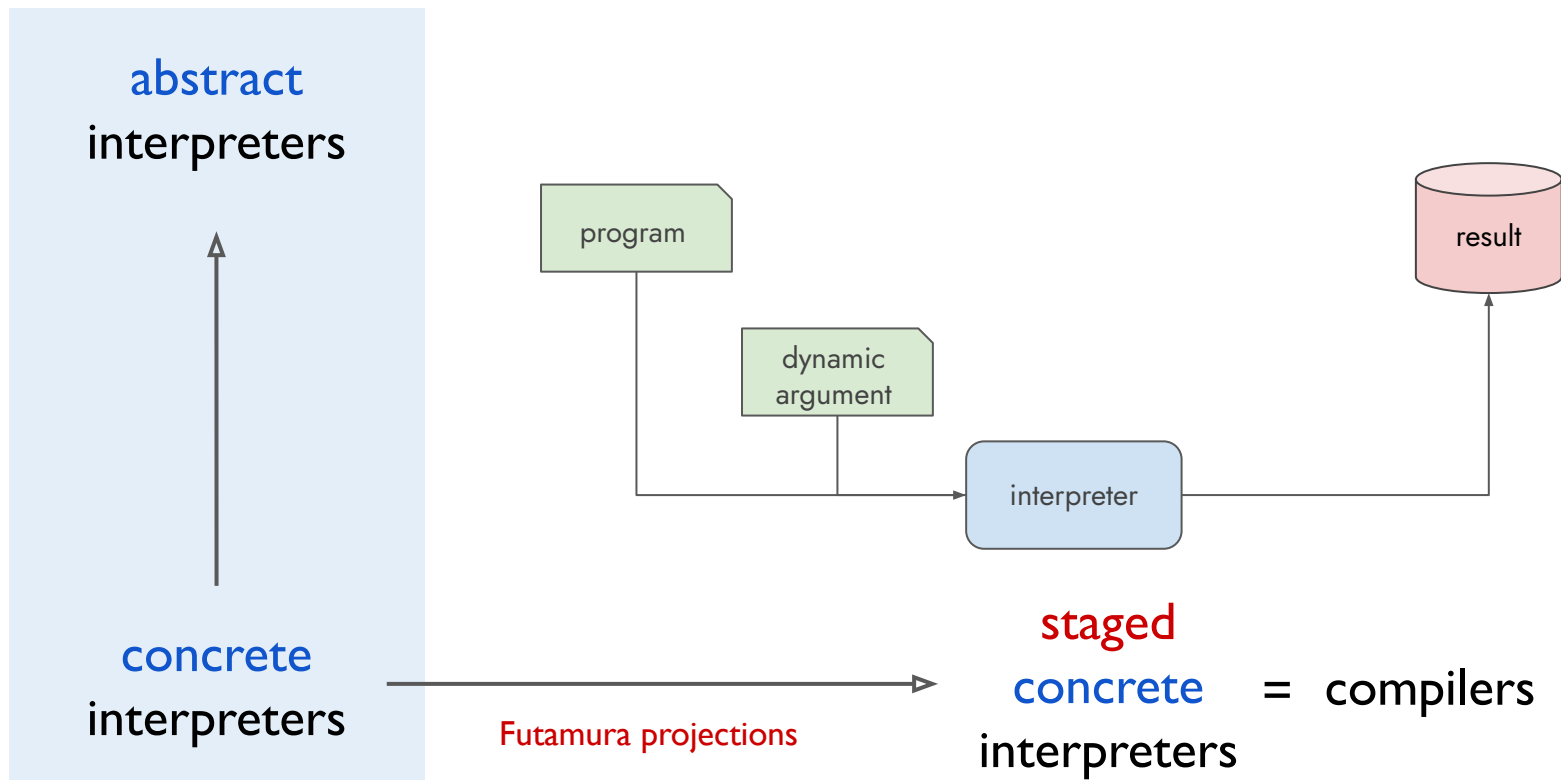 abstract
interpreters
program
result
dynamic
argument
interpreter
concrete
interpreters
Futamura projections
staged
concrete
interpreters
= compilers